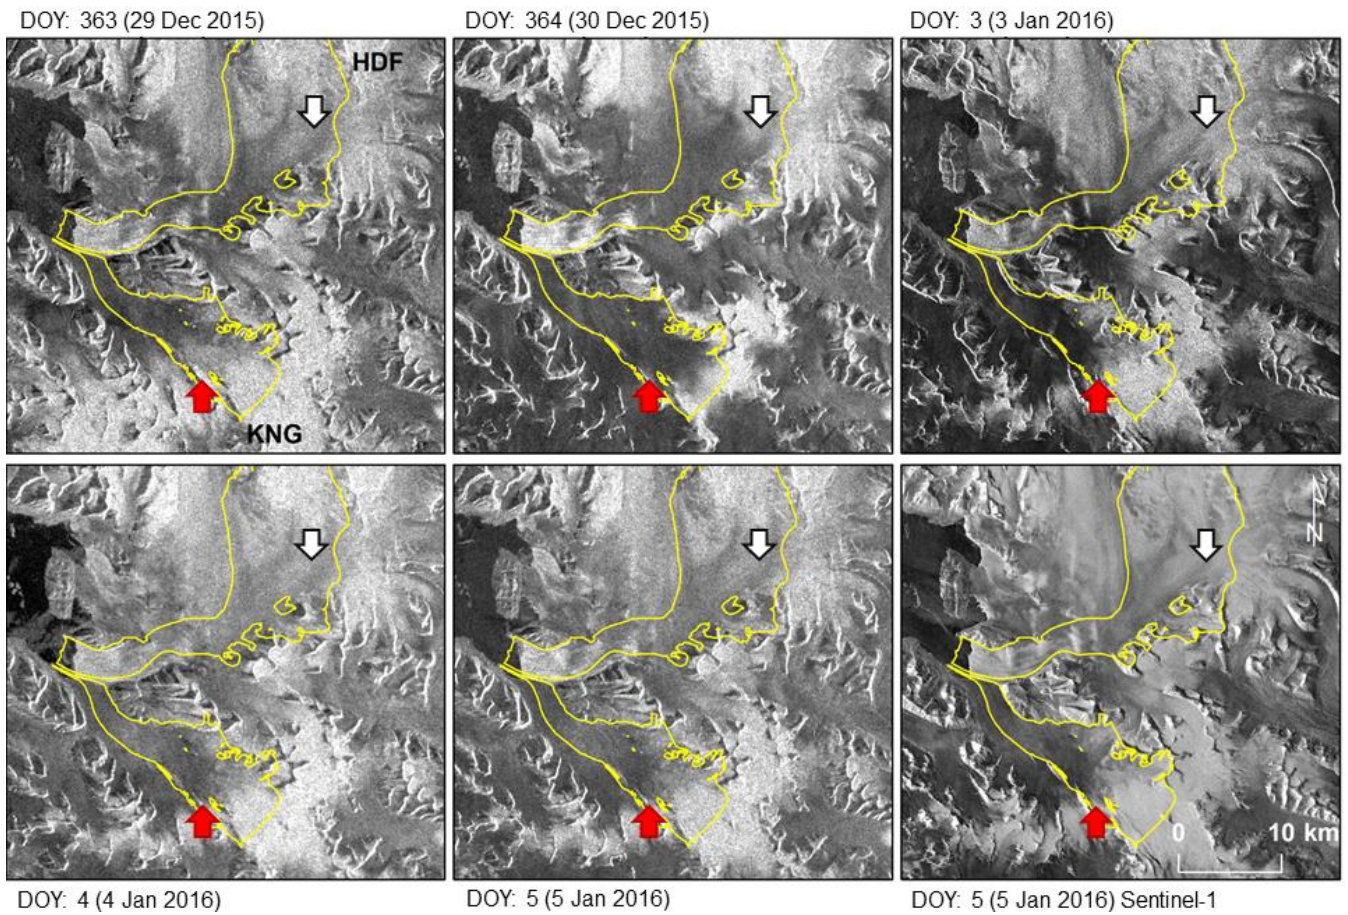 DOY: 363 (29 Dec 2015)
DOY: 364 (30 Dec 2015)
DOY: 3 (3 Jan 2016)
HDF
KNG
N
0 10 km
DOY: 4 (4 Jan 2016)
DOY: 5 (5 Jan 2016)
DOY: 5 (5 Jan 2016) Sentinel-1